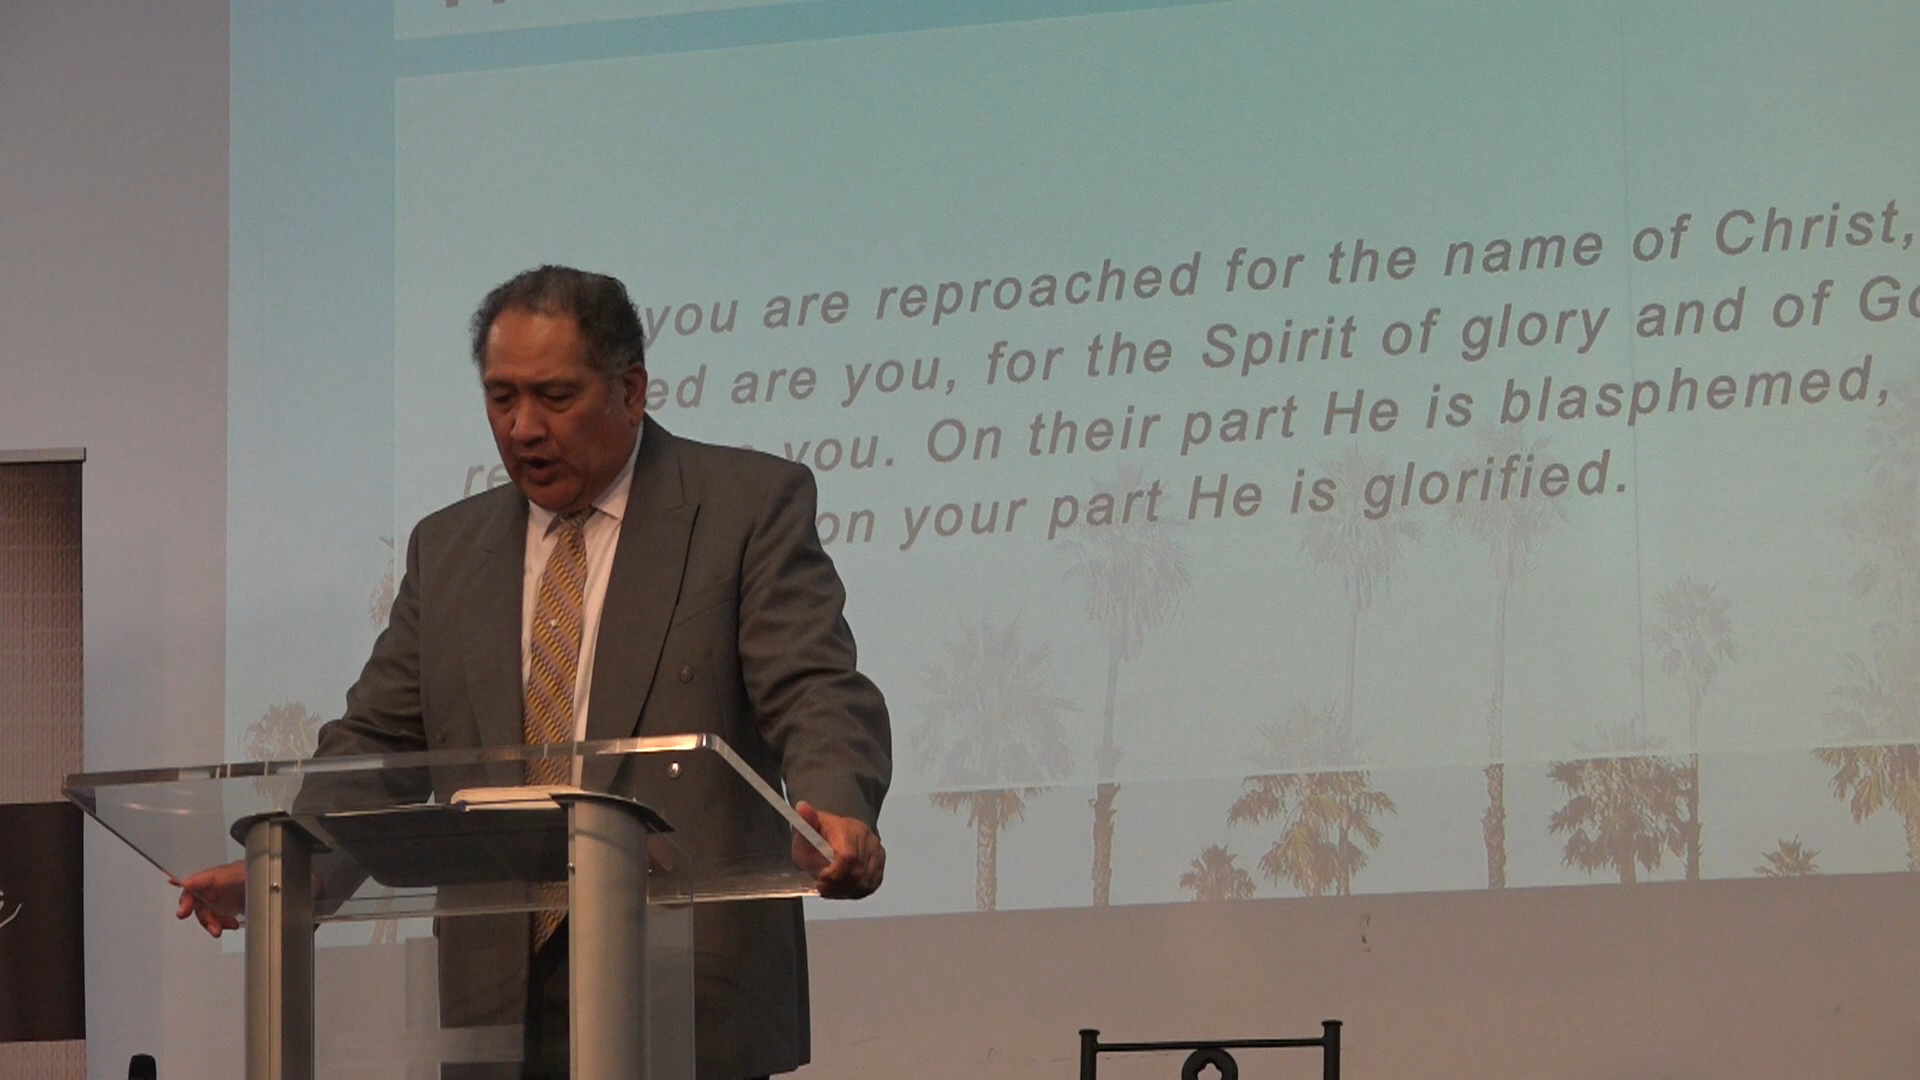 you are reproached for the name of Christ,
are you, for the Spirit of glory and of
you. On their part He is blasphemed,
on your part He is glorified.